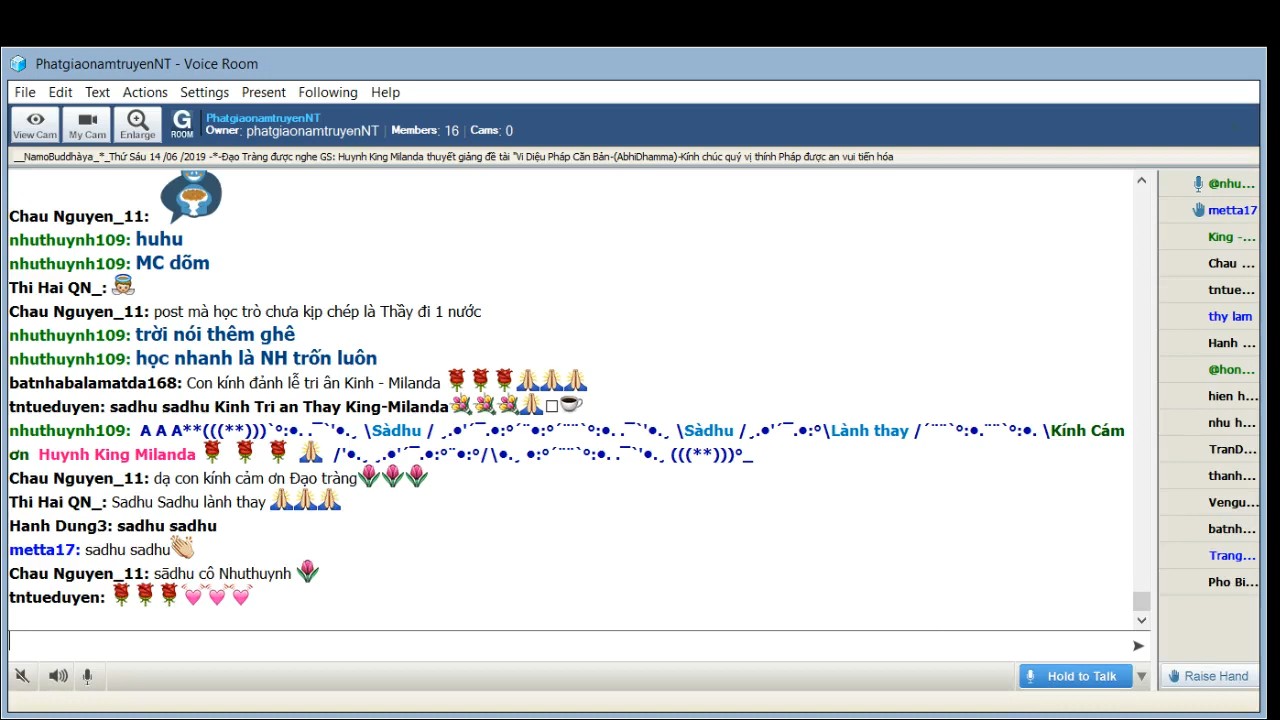 PhatgiaonamtruyenNT - Voice Room
File Edit Text Actions Settings Present Following Help
View Cam My Cam Enlarge G ROOM PhatgiaonamtruyenNT
Owner: phatgiaonamtruyenNT | Members: 16 | Cams: 0
__NamoBuddhàya_*_Thứ Sáu 14 /06 /2019 -*-Đạo Tràng được nghe GS: Huynh King Milanda thuyết giảng đề tài "Vi Diệu Pháp Căn Bản-(AbhiDhamma)-Kính chúc quý vị thính Pháp được an vui tiến hóa
Chau Nguyen_11:
nhuthuynh109: huhu
nhuthuynh109: MC dõm
Thi Hai QN_:
Chau Nguyen_11: post mà học trò chưa kịp chép là Thầy đi 1 nước
nhuthuynh109: trời nói thêm ghê
nhuthuynh109: học nhanh là NH trốn luôn
batnhabalamatda168: Con kính đảnh lễ tri ân Kinh - Milanda
tntueduyen: sadhu sadhu Kinh Tri an Thay King-Milanda
nhuthuynh109: A A A**(((**)))`°:•. .¯`'•.¸ \Sàdhu / ¸.•'´¯.•:°´¨•:°´¨¨`°:•. .¯`'•.¸ \Sàdhu /¸.•'´¯.•:°\Lành thay /´¨¨`°:•.¨¨`°:•. \Kính Cám
ơn Huynh King Milanda /'•.¸ ¸.•'´¯.•:°¨•:°/\•.¸ •:°´¨¨`°:•. .¯`'•.¸ (((**)))°_
Chau Nguyen_11: dạ con kính cảm ơn Đạo tràng
Thi Hai QN_: Sadhu Sadhu lành thay
Hanh Dung3: sadhu sadhu
metta17: sadhu sadhu
Chau Nguyen_11: sādhu cô Nhuthuynh
tntueduyen:
Hold to Talk
@nhu...
metta17
King -...
Chau ...
tntue...
thy lam
Hanh ...
@hon...
hien h...
nhu h...
TranD...
thanh...
Vengu...
batnh...
Trang...
Pho Bi...
Raise Hand